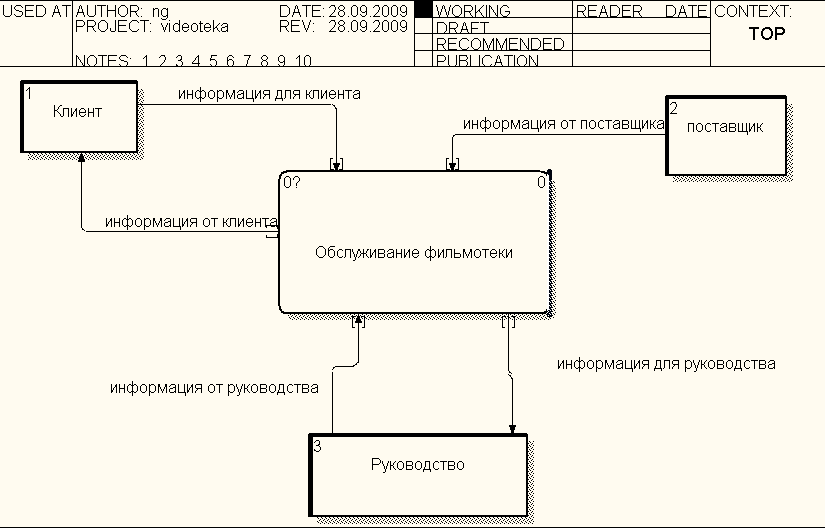 USED AT
AUTHOR: ng
DATE: 28.09.2009
WORKING
READER
DATE
CONTEXT:
PROJECT: videoteka
REV: 28.09.2009
DRAFT
TOP
RECOMMENDED
NOTES: 1 2 3 4 5 6 7 8 9 10
PUBLICATION
1
Клиент
информация для клиента
2
поставщик
информация от поставщика
0?
0
информация от клиента
Обслуживание фильмотеки
информация для руководства
информация от руководства
3
Руководство